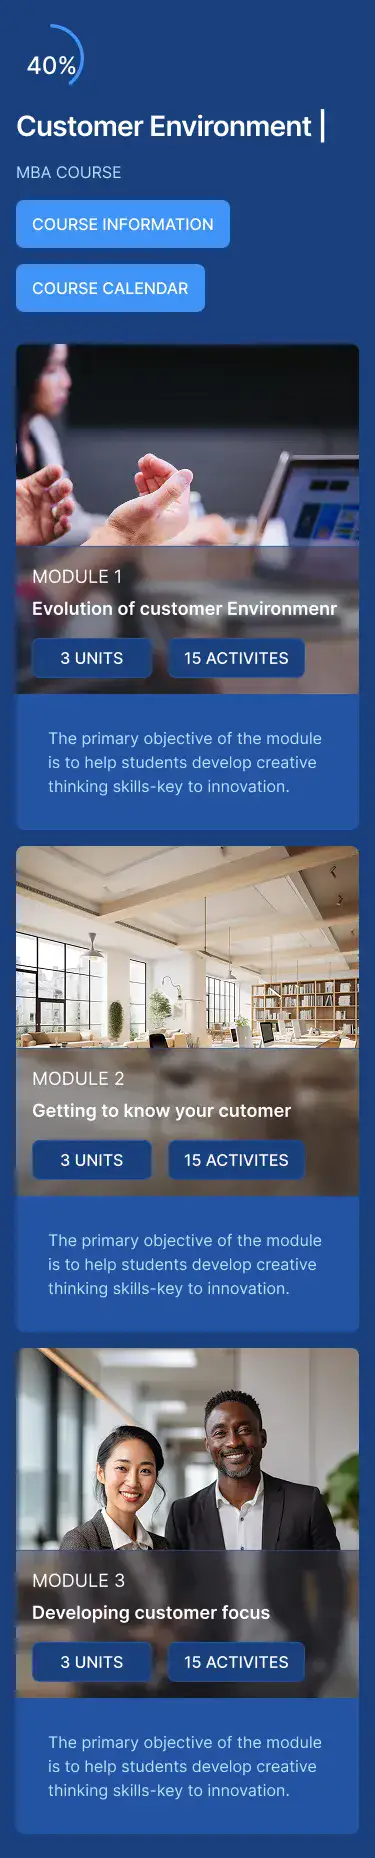 40%
Customer Environment |
MBA COURSE
COURSE INFORMATION
COURSE CALENDAR
MODULE 1
Evolution of customer Environmenr
3 UNITS
15 ACTIVITES
The primary objective of the module
is to help students develop creative
thinking skills-key to innovation.
MODULE 2
Getting to know your cutomer
3 UNITS
15 ACTIVITES
The primary objective of the module
is to help students develop creative
thinking skills-key to innovation.
MODULE 3
Developing customer focus
3 UNITS
15 ACTIVITES
The primary objective of the module
is to help students develop creative
thinking skills-key to innovation.